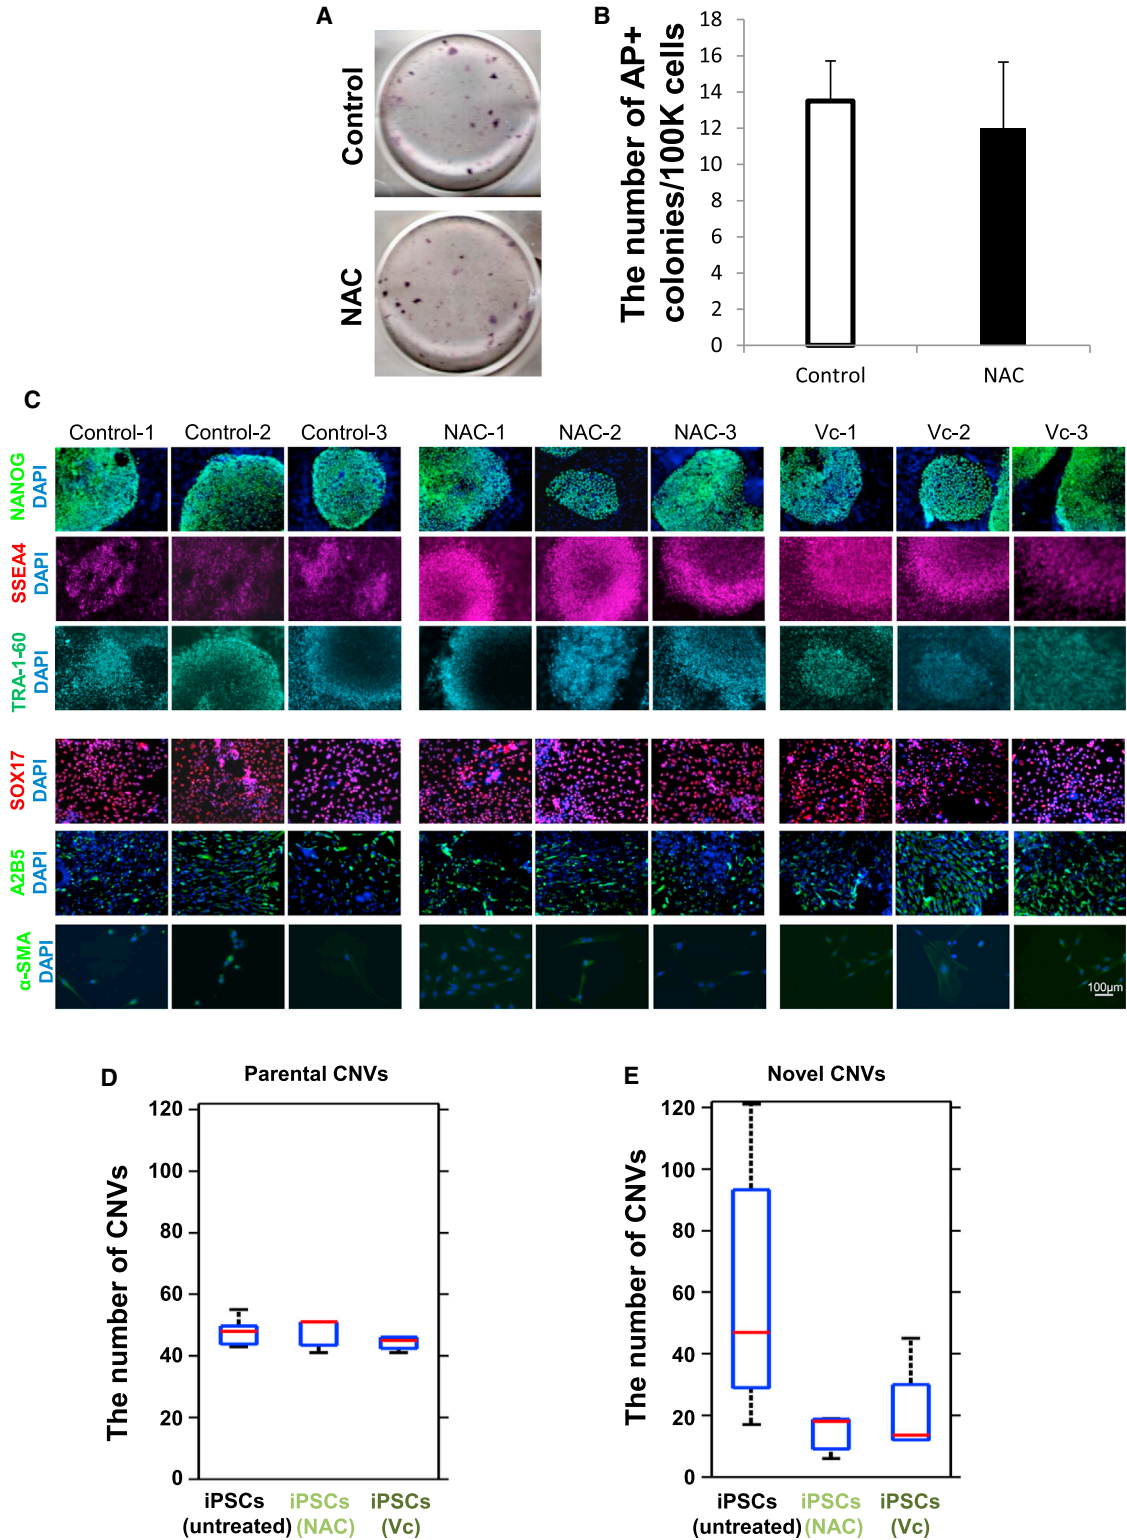 A
Control
NAC
B
The number of AP+
colonies/100K cells
18
16
14
12
10
8
6
4
2
0
Control
NAC
C
Control-1
Control-2
Control-3
NAC-1
NAC-2
NAC-3
Vc-1
Vc-2
Vc-3
NANOG
DAPI
SSEA4
DAPI
TRA-1-60
DAPI
SOX17
DAPI
A2B5
DAPI
α-SMA
DAPI
100µm
D
Parental CNVs
The number of CNVs
120
100
80
60
40
20
0
iPSCs
(untreated)
iPSCs
(NAC)
iPSCs
(Vc)
E
Novel CNVs
The number of CNVs
120
100
80
60
40
20
0
iPSCs
(untreated)
iPSCs
(NAC)
iPSCs
(Vc)